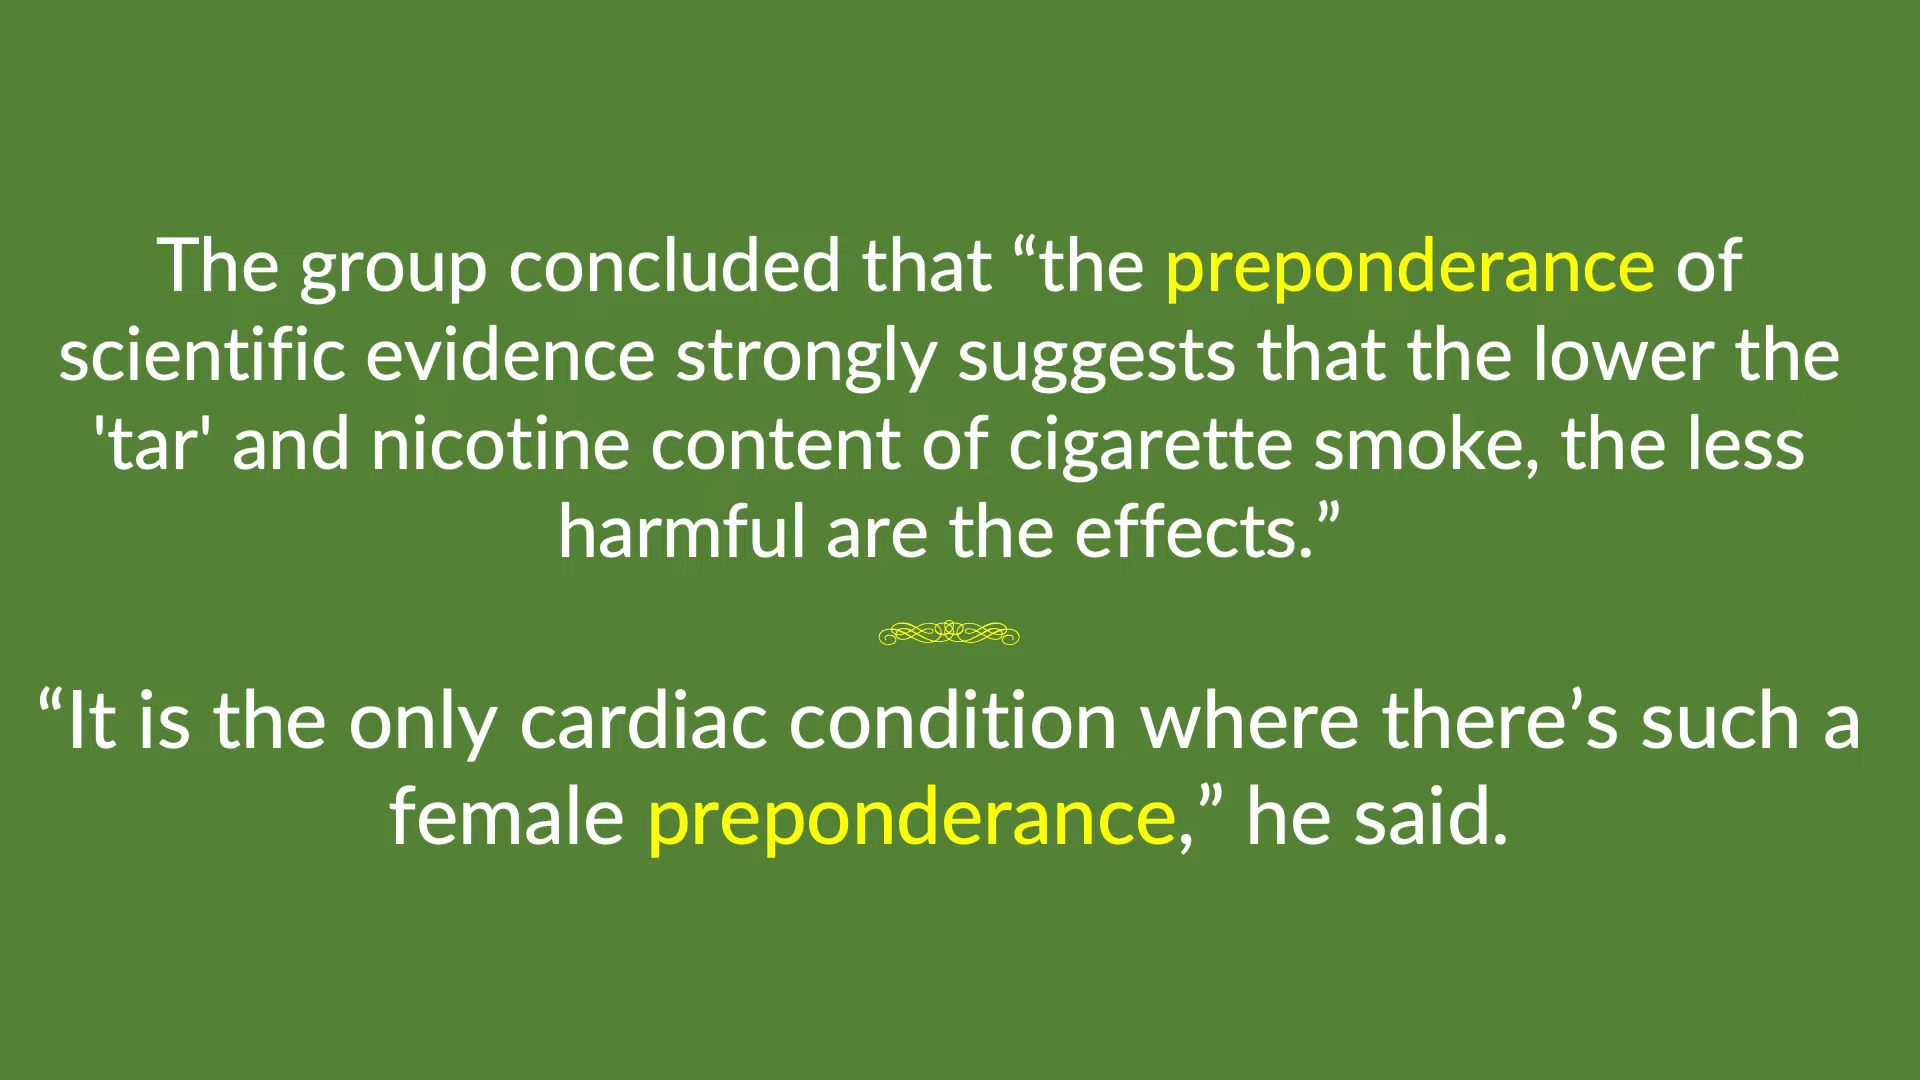 The group concluded that “the preponderance of
scientific evidence strongly suggests that the lower the
'tar' and nicotine content of cigarette smoke, the less
harmful are the effects.”
“It is the only cardiac condition where there’s such a
female preponderance,” he said.